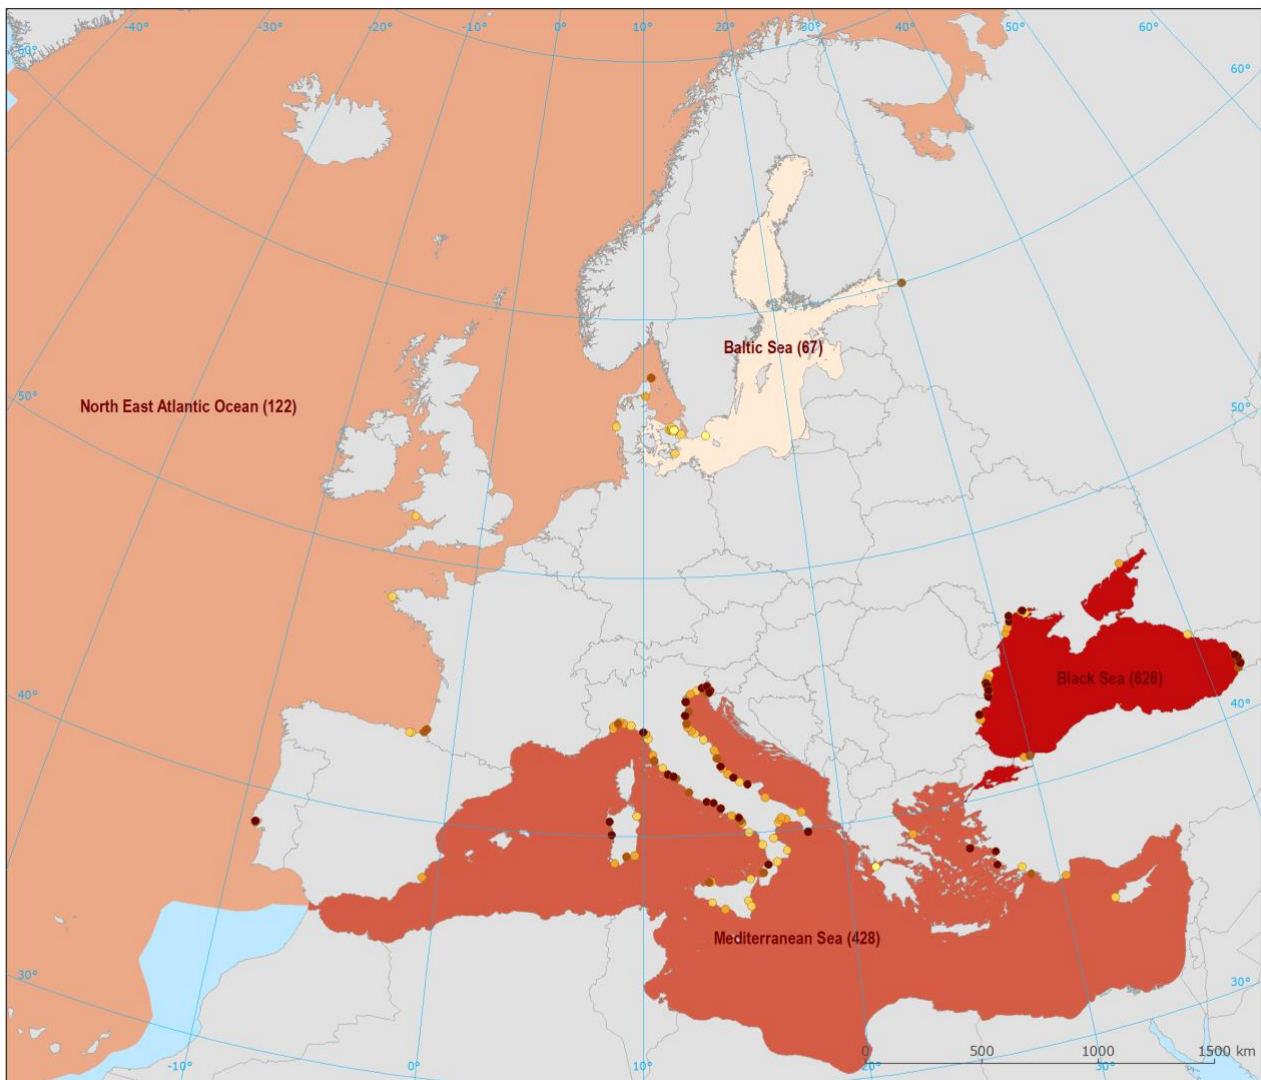 -40° -30° -20° -10° 0° 10° 20° 30° 40° 50° 60°
60° 60°
Baltic Sea (67)
North East Atlantic Ocean (122)
50° 50°
Black Sea (626)
40° 40°
Mediterranean Sea (428)
30° 30°
0 500 1000 1500 km
-10° 0° 10° 20° 30°